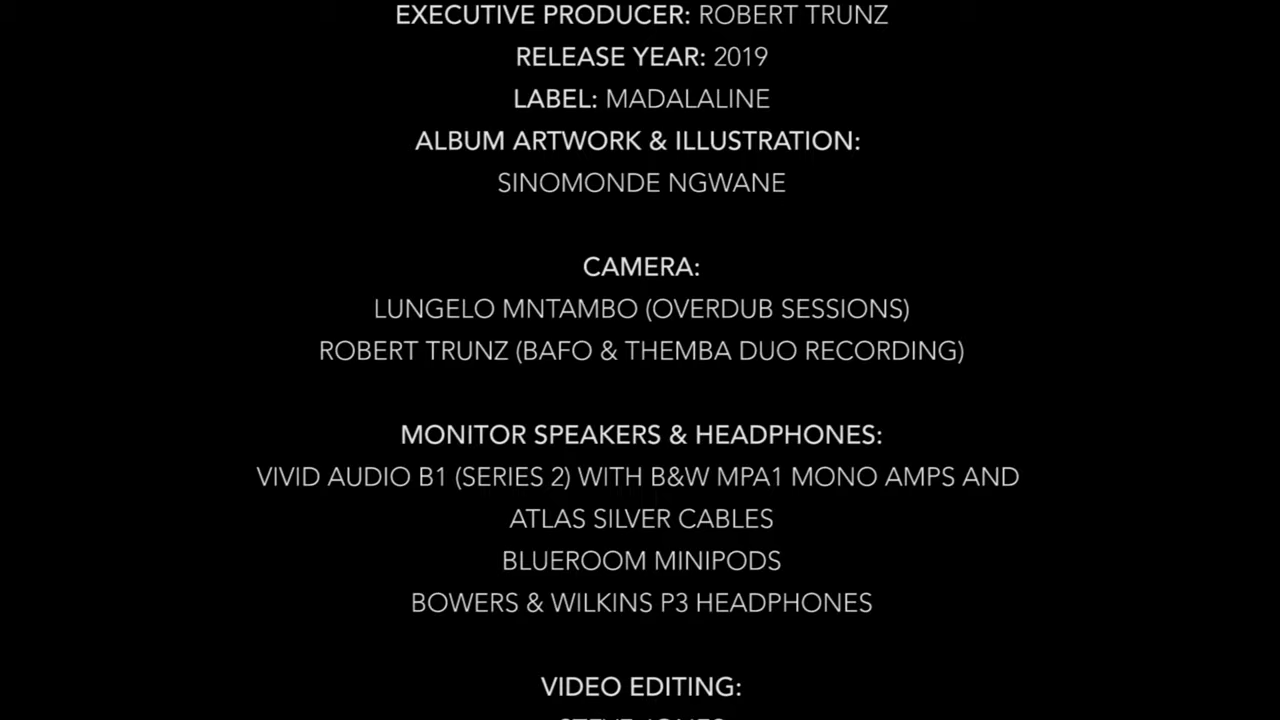 EXECUTIVE PRODUCER: ROBERT TRUNZ
RELEASE YEAR: 2019
LABEL: MADALALINE
ALBUM ARTWORK & ILLUSTRATION:
SINOMONDE NGWANE
CAMERA:
LUNGELO MNTAMBO (OVERDUB SESSIONS)
ROBERT TRUNZ (BAFO & THEMBA DUO RECORDING)
MONITOR SPEAKERS & HEADPHONES:
VIVID AUDIO B1 (SERIES 2) WITH B&W MPA1 MONO AMPS AND
ATLAS SILVER CABLES
BLUEROOM MINIPODS
BOWERS & WILKINS P3 HEADPHONES
VIDEO EDITING: